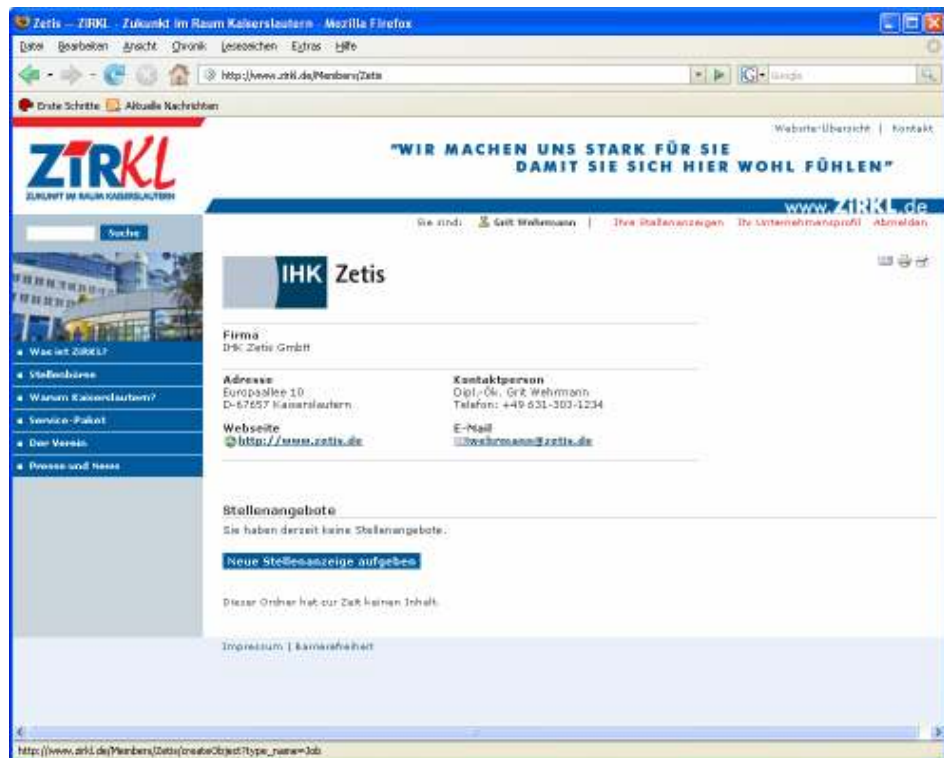 Zetis — ZIRKL - Zukunft im Raum Kaiserslautern - Mozilla Firefox
Datei Bearbeiten Ansicht Chronik Lesezeichen Extras Hilfe
http://www.zirkl.de/Members/Zetis
Google
Erste Schritte Aktuelle Nachrichten
Website-Übersicht | Kontakt
ZIRKL
ZUKUNFT IM RAUM KAISERSLAUTERN
"WIR MACHEN UNS STARK FÜR SIE
DAMIT SIE SICH HIER WOHL FÜHLEN"
www.ZIRKL.de
Suche
Sie sind: Grit Wehrmann | Ihre Stellenanzeigen Ihr Unternehmensprofil Abmelden
IHK Zetis
Firma
IHK Zetis GmbH
Was ist ZIRKL?
Stellenbörse
Warum Kaiserslautern?
Service-Paket
Der Verein
Presse und News
Adresse
Europaallee 10
D-67657 Kaiserslautern
Kontaktperson
Dipl.-Ök. Grit Wehrmann
Telefon: +49 631-303-1234
Webseite
http://www.zetis.de
E-Mail
wehrmann@zetis.de
Stellenangebote
Sie haben derzeit keine Stellenangebote.
Neue Stellenanzeige aufgeben
Dieser Ordner hat zur Zeit keinen Inhalt.
Impressum | Barrierefreiheit
http://www.zirkl.de/Members/Zetis/createObject?type_name=Job